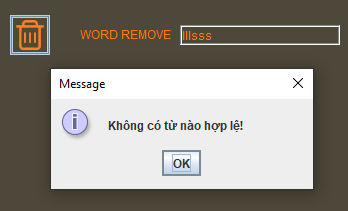 WORD REMOVE lllsss
Message
Không có từ nào hợp lệ!
OK